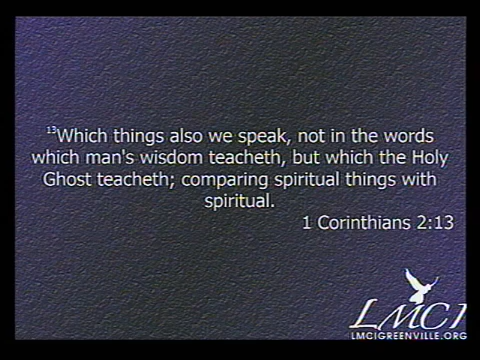 13Which things also we speak, not in the words
which man's wisdom teacheth, but which the Holy
Ghost teacheth; comparing spiritual things with
spiritual.
1 Corinthians 2:13
LMCI
LMCIGREENVILLE.ORG